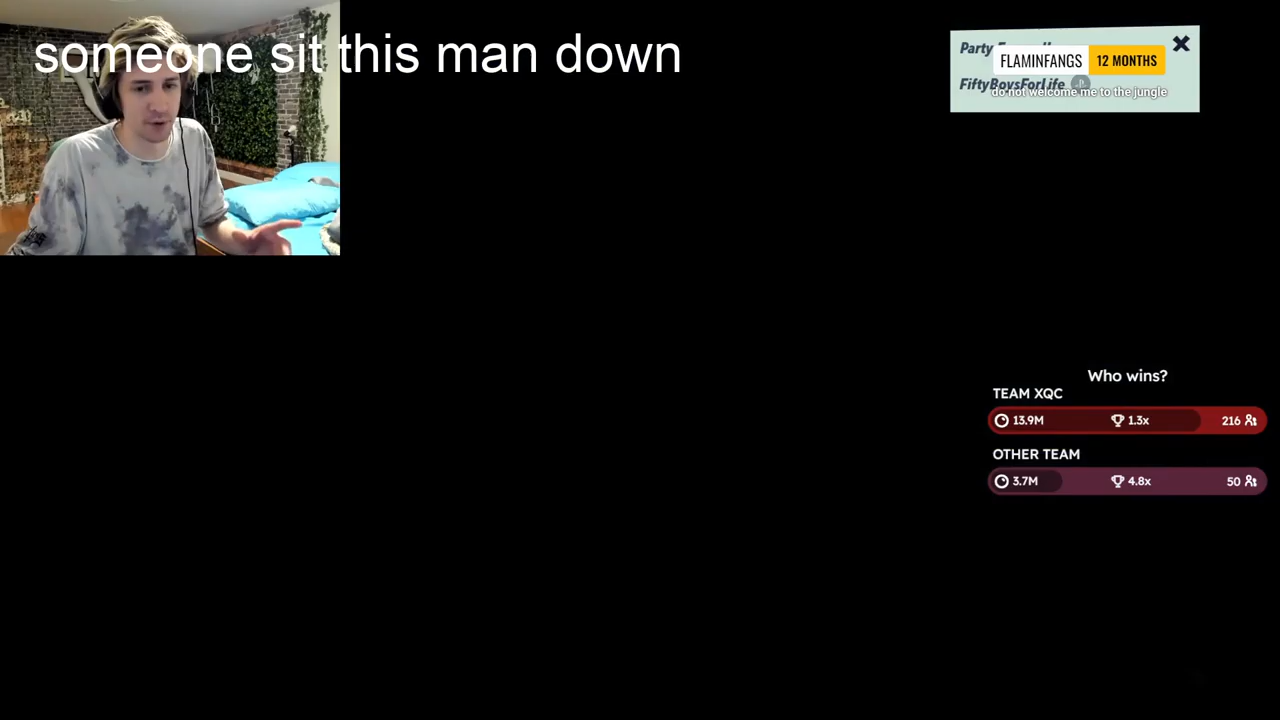 someone sit this man down
Party
FLAMINFANGS 12 MONTHS
FiftyBoysForLife
do not welcome me to the jungle
Who wins?
TEAM XQC
13.9M 1.3x 216
OTHER TEAM
3.7M 4.8x 50